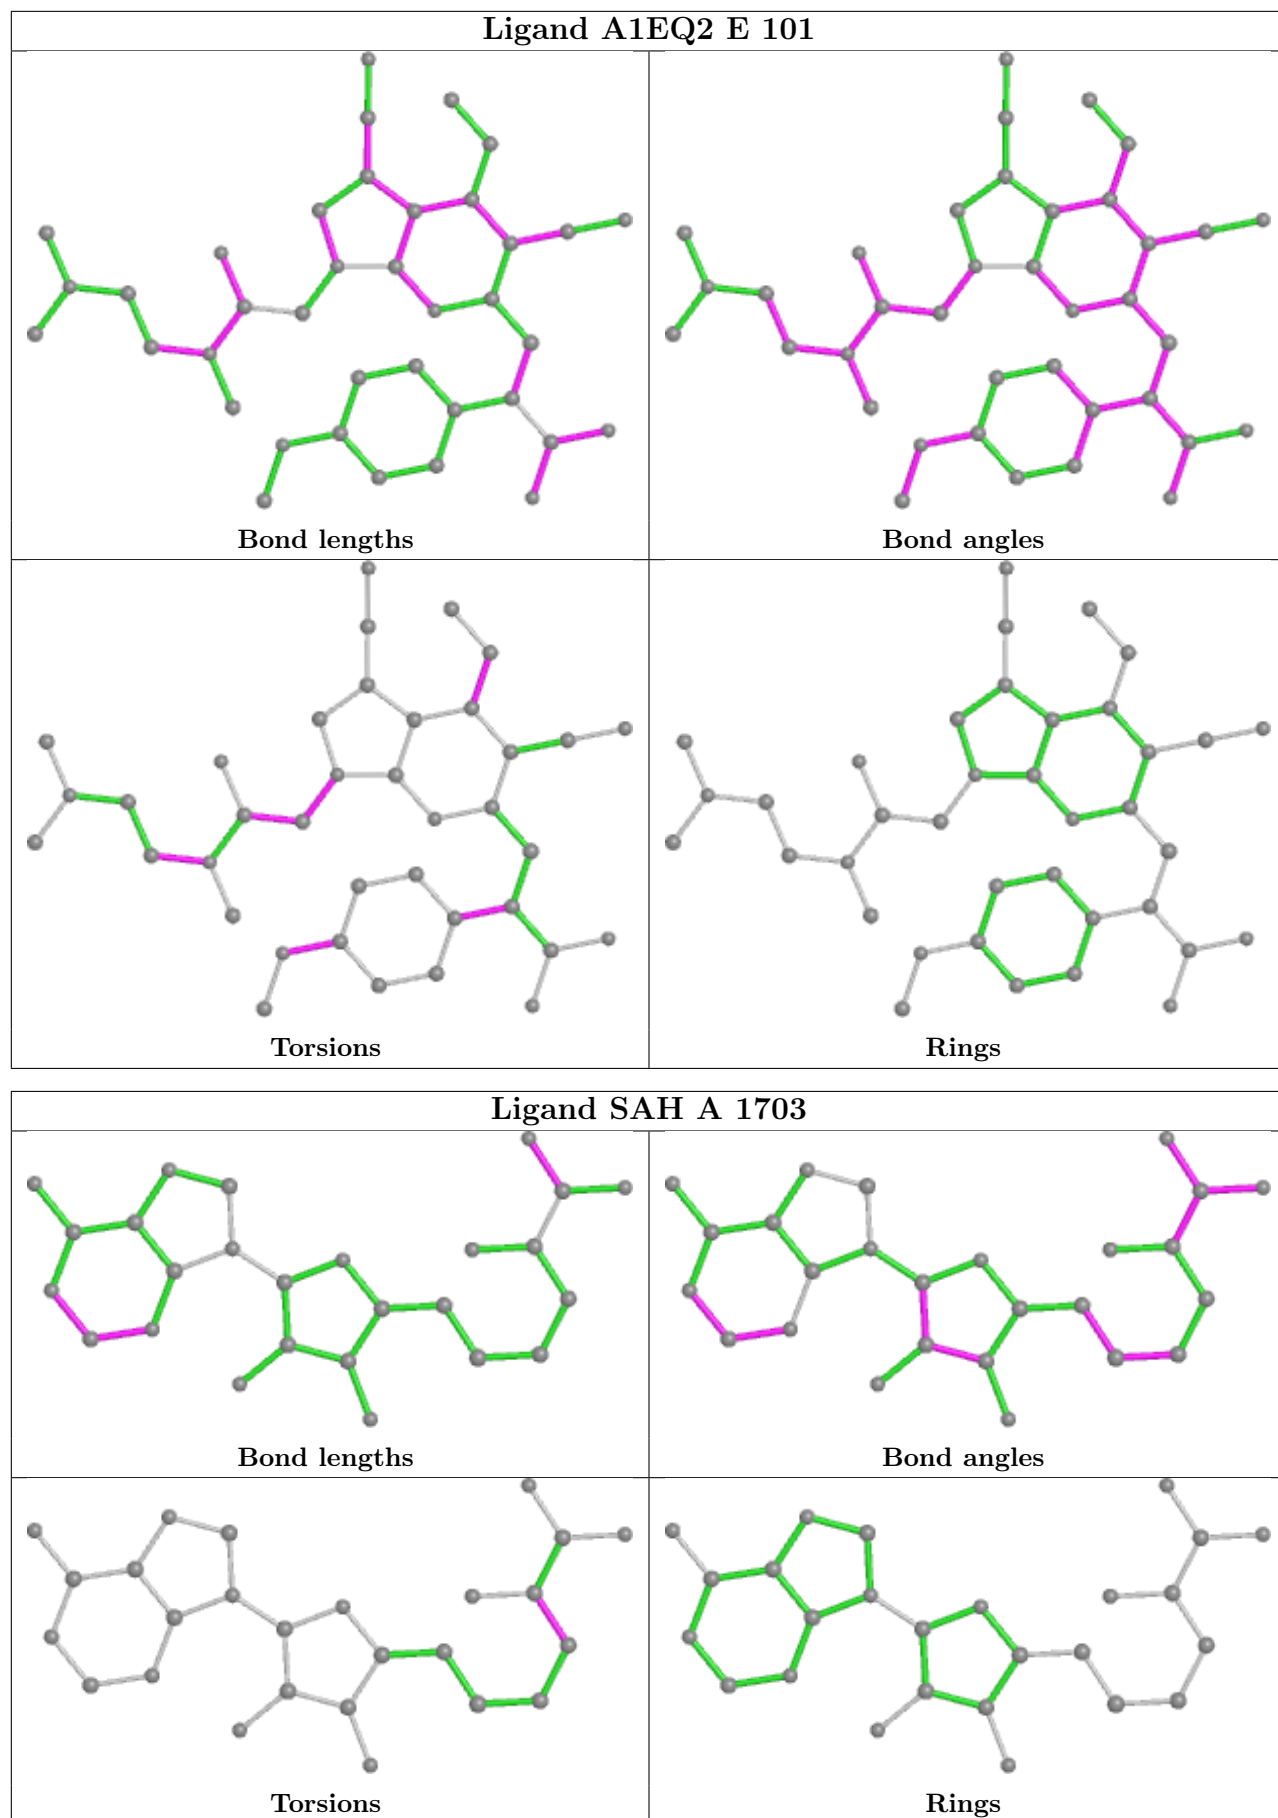 Ligand A1EQ2 E 101
Bond lengths
Bond angles
Torsions
Rings
Ligand SAH A 1703
Bond lengths
Bond angles
Torsions
Rings